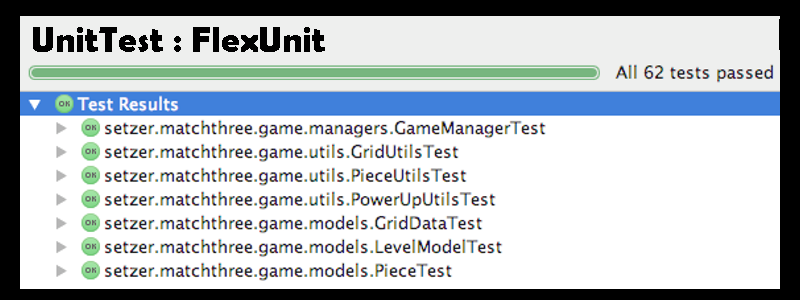 UnitTest : FlexUnit
All 62 tests passed
OK Test Results
OK setzer.matchthree.game.managers.GameManagerTest
OK setzer.matchthree.game.utils.GridUtilsTest
OK setzer.matchthree.game.utils.PieceUtilsTest
OK setzer.matchthree.game.utils.PowerUpUtilsTest
OK setzer.matchthree.game.models.GridDataTest
OK setzer.matchthree.game.models.LevelModelTest
OK setzer.matchthree.game.models.PieceTest